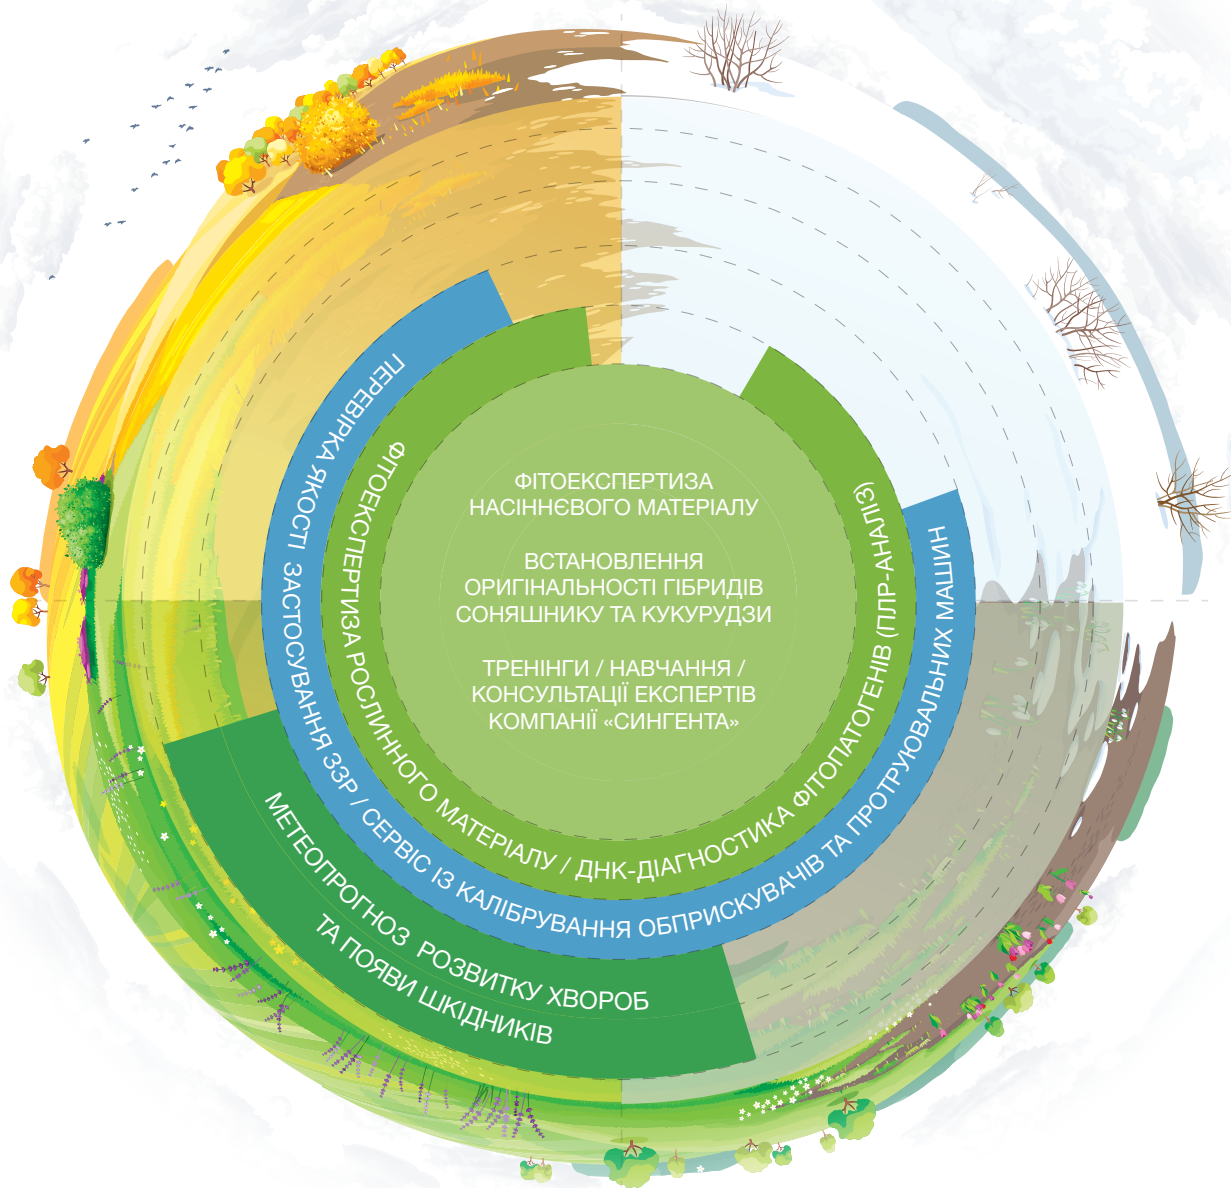 ФІТОЕКСПЕРТИЗА
НАСІННЄВОГО МАТЕРІАЛУ
ВСТАНОВЛЕННЯ
ОРИГІНАЛЬНОСТІ ГІБРИДІВ
СОНЯШНИКУ ТА КУКУРУДЗИ
ТРЕНІНГИ / НАВЧАННЯ /
КОНСУЛЬТАЦІЇ ЕКСПЕРТІВ
КОМПАНІЇ «СИНГЕНТА»
ФІТОЕКСПЕРТИЗА РОСЛИННОГО МАТЕРІАЛУ / ДНК-ДІАГНОСТИКА ФІТОПАТОГЕНІВ (ПЛР-АНАЛІЗ)
ПЕРЕВІРКА ЯКОСТІ ЗАСТОСУВАННЯ ЗЗР / СЕРВІС ІЗ КАЛІБРУВАННЯ ОБПРИСКУВАЧІВ ТА ПРОТРУЮВАЛЬНИХ МАШИН
МЕТЕОПРОГНОЗ РОЗВИТКУ ХВОРОБ
ТА ПОЯВИ ШКІДНИКІВ